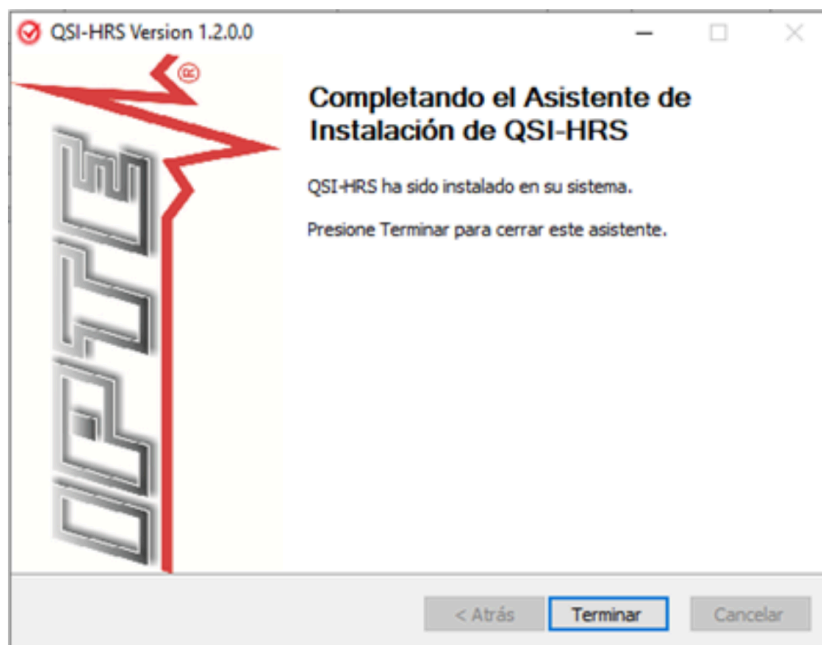 QSI-HRS Version 1.2.0.0
®
IPTE
Completando el Asistente de
Instalación de QSI-HRS
QSI-HRS ha sido instalado en su sistema.
Presione Terminar para cerrar este asistente.
< Atrás
Terminar
Cancelar